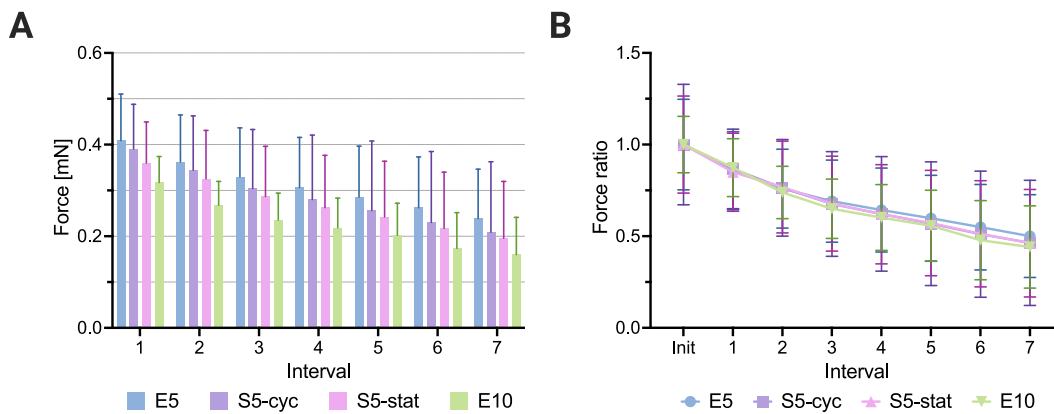 A
B
Force [mN]
0.6
0.4
0.2
0.0
1 2 3 4 5 6 7
Interval
E5 S5-cyc S5-stat E10
Force ratio
1.5
1.0
0.5
0.0
Init 1 2 3 4 5 6 7
Interval
E5 S5-cyc S5-stat E10